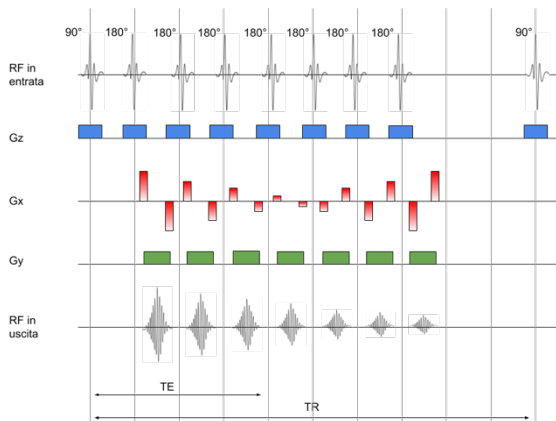 90° 180° 180° 180° 180° 180° 180° 180° 90°
RF in
entrata
Gz
Gx
Gy
RF in
uscita
TE
TR